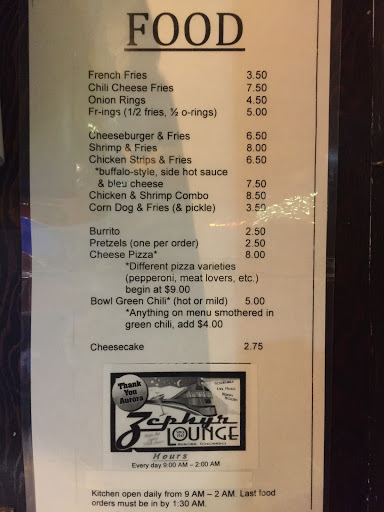 FOOD
French Fries 3.50
Chili Cheese Fries 7.50
Onion Rings 4.50
Fr-ings (1/2 fries, ½ o-rings) 5.00
Cheeseburger & Fries 6.50
Shrimp & Fries 8.00
Chicken Strips & Fries 6.50
*buffalo-style, side hot sauce
& bleu cheese 7.50
Chicken & Shrimp Combo 8.50
Corn Dog & Fries (& pickle) 3.50
Burrito 2.50
Pretzels (one per order) 2.50
Cheese Pizza* 8.00
*Different pizza varieties
(pepperoni, meat lovers, etc.)
begin at $9.00
Bowl Green Chili* (hot or mild) 5.00
*Anything on menu smothered in
green chili, add $4.00
Cheesecake 2.75
Thank
You
Aurora
Zephyr
LOUNGE
Hours
Every day 9:00 AM – 2:00 AM
Kitchen open daily from 9 AM – 2 AM. Last food
orders must be in by 1:30 AM.